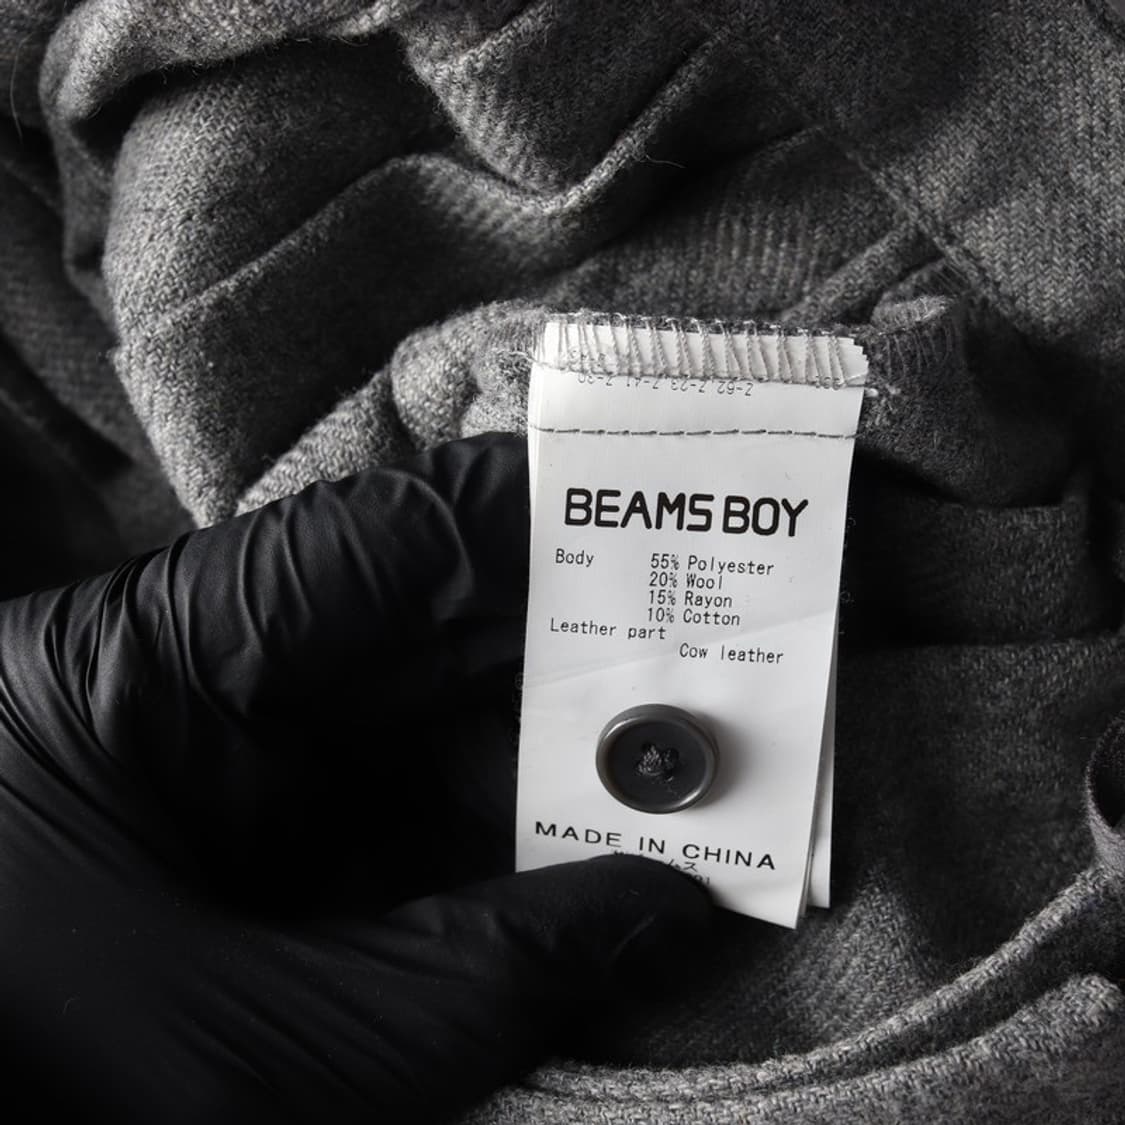 BEAMS BOY
Body 55% Polyester
20% Wool
15% Rayon
10% Cotton
Leather part
Cow leather
MADE IN CHINA